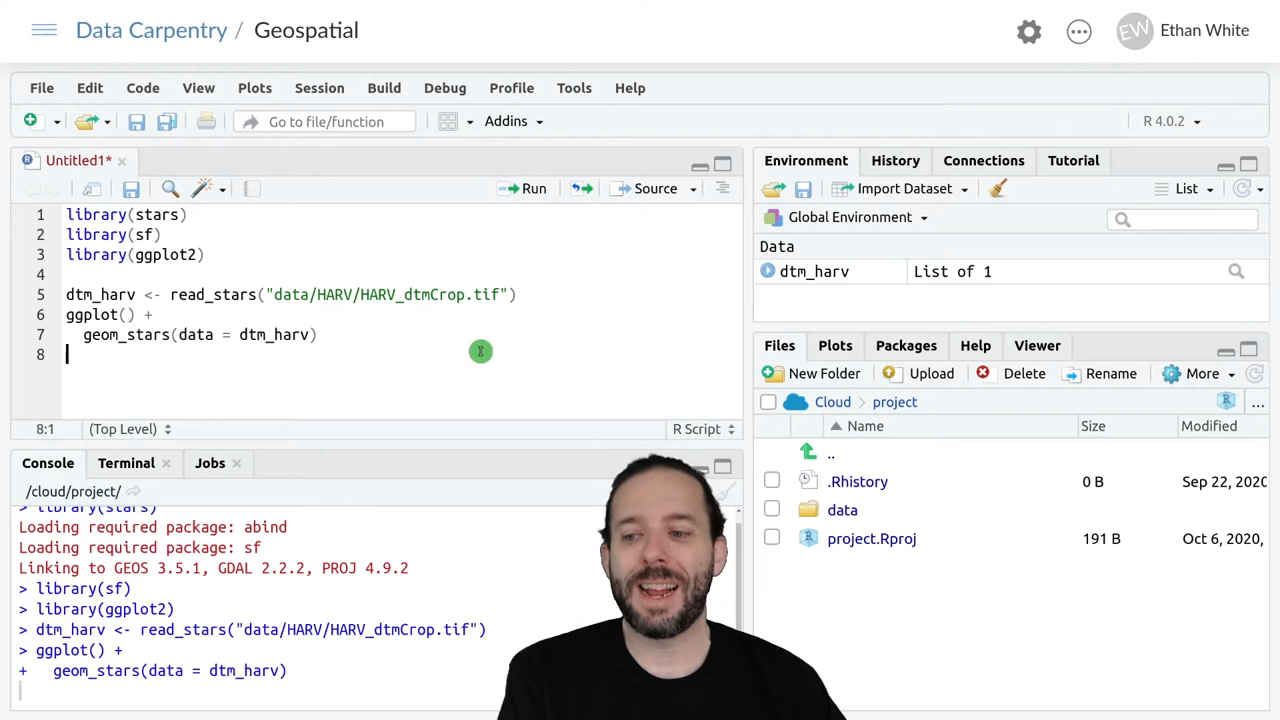 Data Carpentry / Geospatial
EW Ethan White
File Edit Code View Plots Session Build Debug Profile Tools Help
Go to file/function Addins R 4.0.2
Untitled1*
Run Source
1 library(stars)
2 library(sf)
3 library(ggplot2)
4
5 dtm_harv <- read_stars("data/HARV/HARV_dtmCrop.tif")
6 ggplot() +
7 geom_stars(data = dtm_harv)
8
8:1 (Top Level) R Script
Console Terminal Jobs
/cloud/project/
> library(stars)
Loading required package: abind
Loading required package: sf
Linking to GEOS 3.5.1, GDAL 2.2.2, PROJ 4.9.2
> library(sf)
> library(ggplot2)
> dtm_harv <- read_stars("data/HARV/HARV_dtmCrop.tif")
> ggplot() +
+ geom_stars(data = dtm_harv)
Environment History Connections Tutorial
Import Dataset List
Global Environment
Data
dtm_harv List of 1
Files Plots Packages Help Viewer
New Folder Upload Delete Rename More
Cloud project ...
Name Size Modified
..
.Rhistory 0 B Sep 22, 2020
data
project.Rproj 191 B Oct 6, 2020,